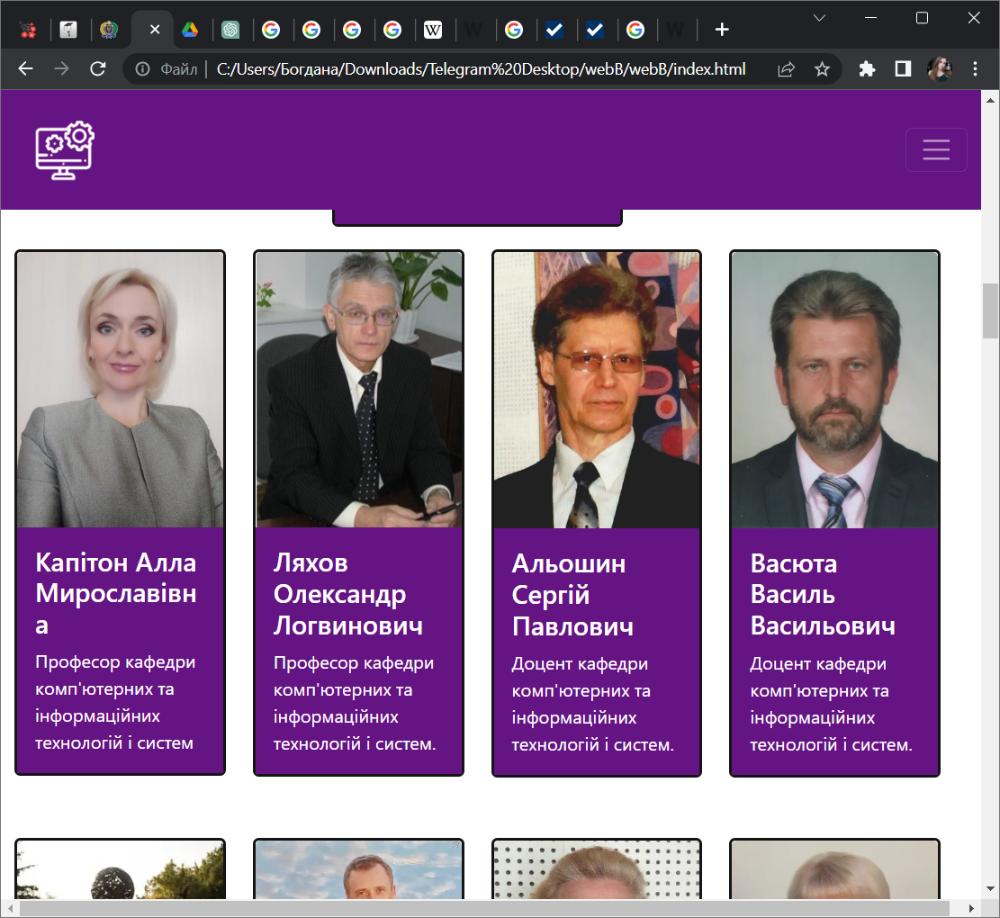 Файл
C:/Users/Богдана/Downloads/Telegram%20Desktop/webB/webB/index.html
Капітон Алла
Мирославівн
а
Професор кафедри
комп'ютерних та
інформаційних
технологій і систем
Ляхов
Олександр
Логвинович
Професор кафедри
комп'ютерних та
інформаційних
технологій і систем.
Альошин
Сергій
Павлович
Доцент кафедри
комп'ютерних та
інформаційних
технологій і систем.
Васюта
Василь
Васильович
Доцент кафедри
комп'ютерних та
інформаційних
технологій і систем.